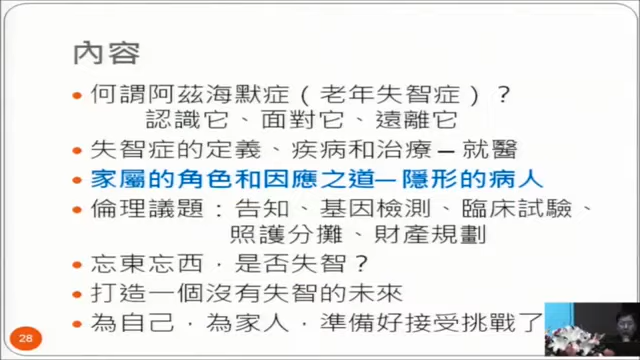 內容
• 何謂阿茲海默症（老年失智症）？
認識它、面對它、遠離它
• 失智症的定義、疾病和治療─就醫
• 家屬的角色和因應之道─隱形的病人
• 倫理議題：告知、基因檢測、臨床試驗、
照護分攤、財產規劃
• 忘東忘西，是否失智？
• 打造一個沒有失智的未來
• 為自己，為家人，準備好接受挑戰了
28